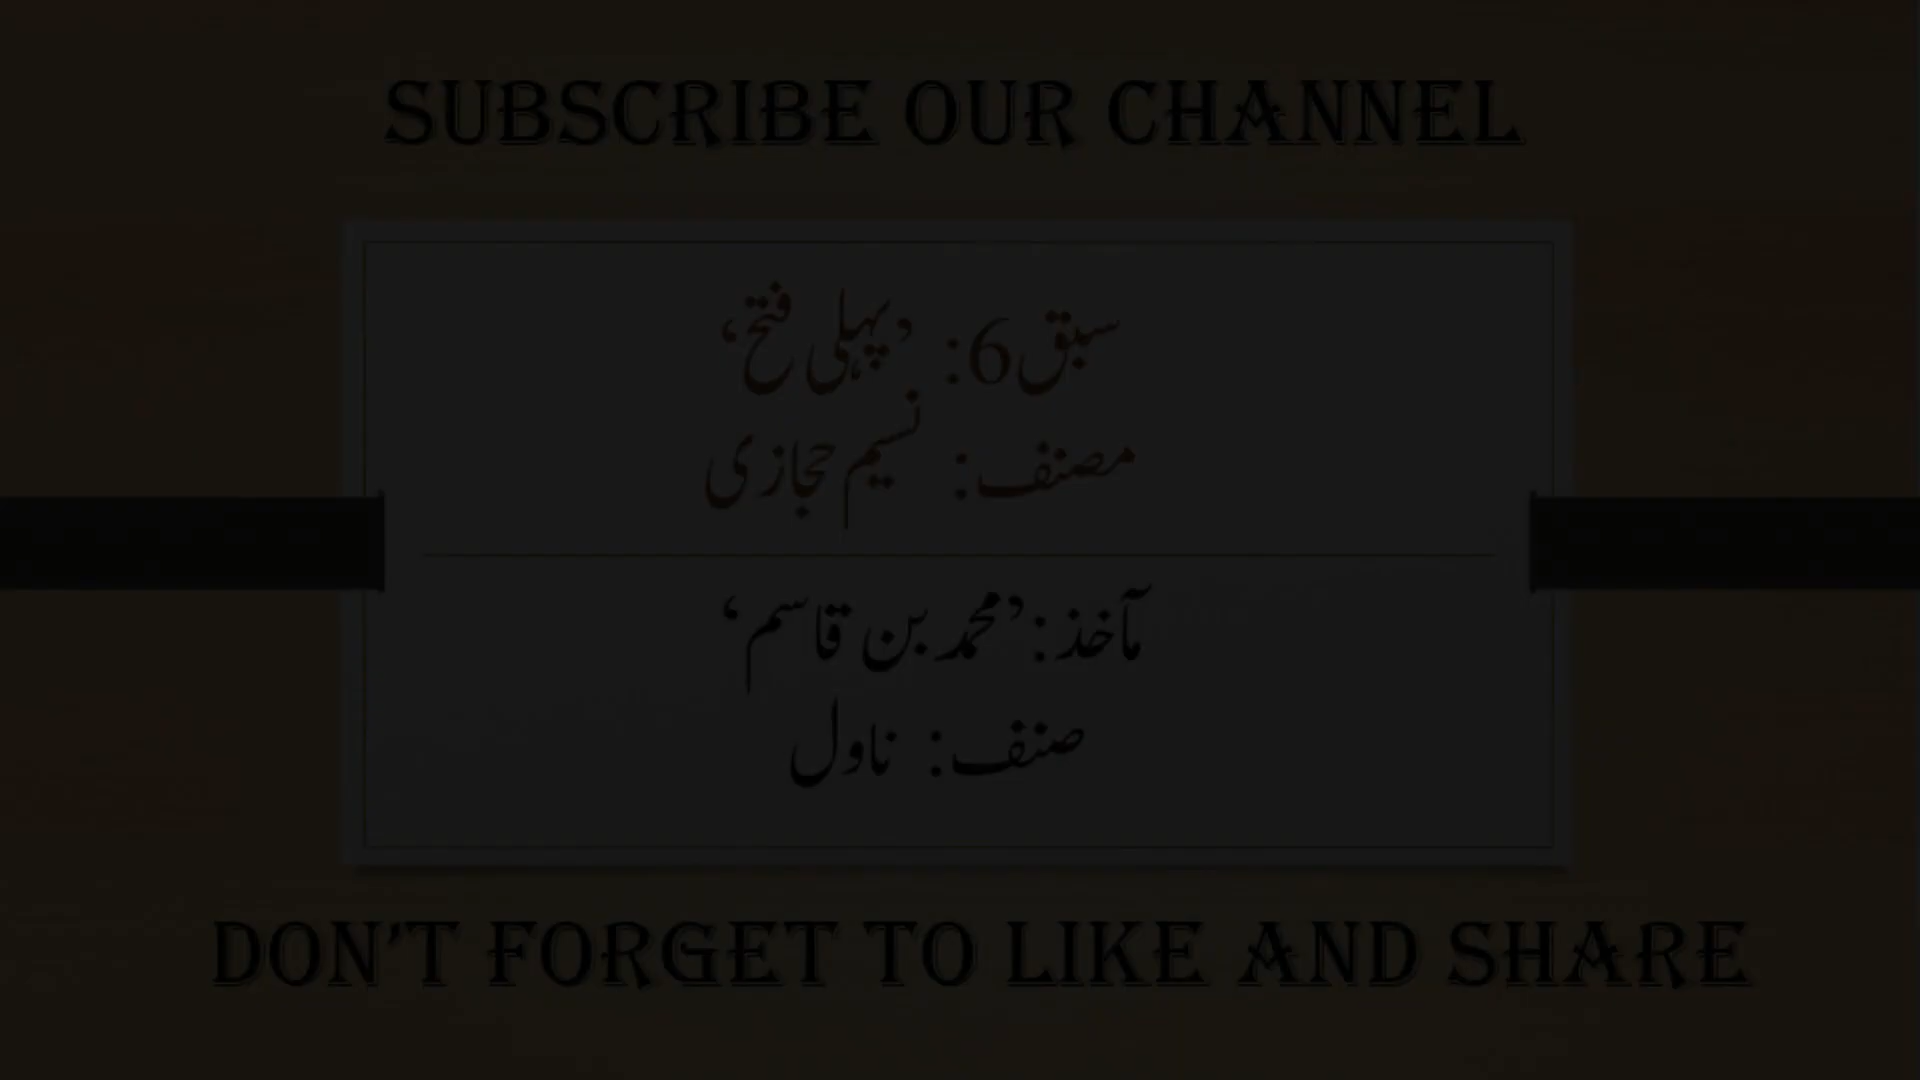 SUBSCRIBE OUR CHANNEL
سبق 6: ’پہلی فتح‘
مصنف: نسیم حجازی
مآخذ: ’محمد بن قاسم‘
صنف: ناول
DON'T FORGET TO LIKE AND SHARE